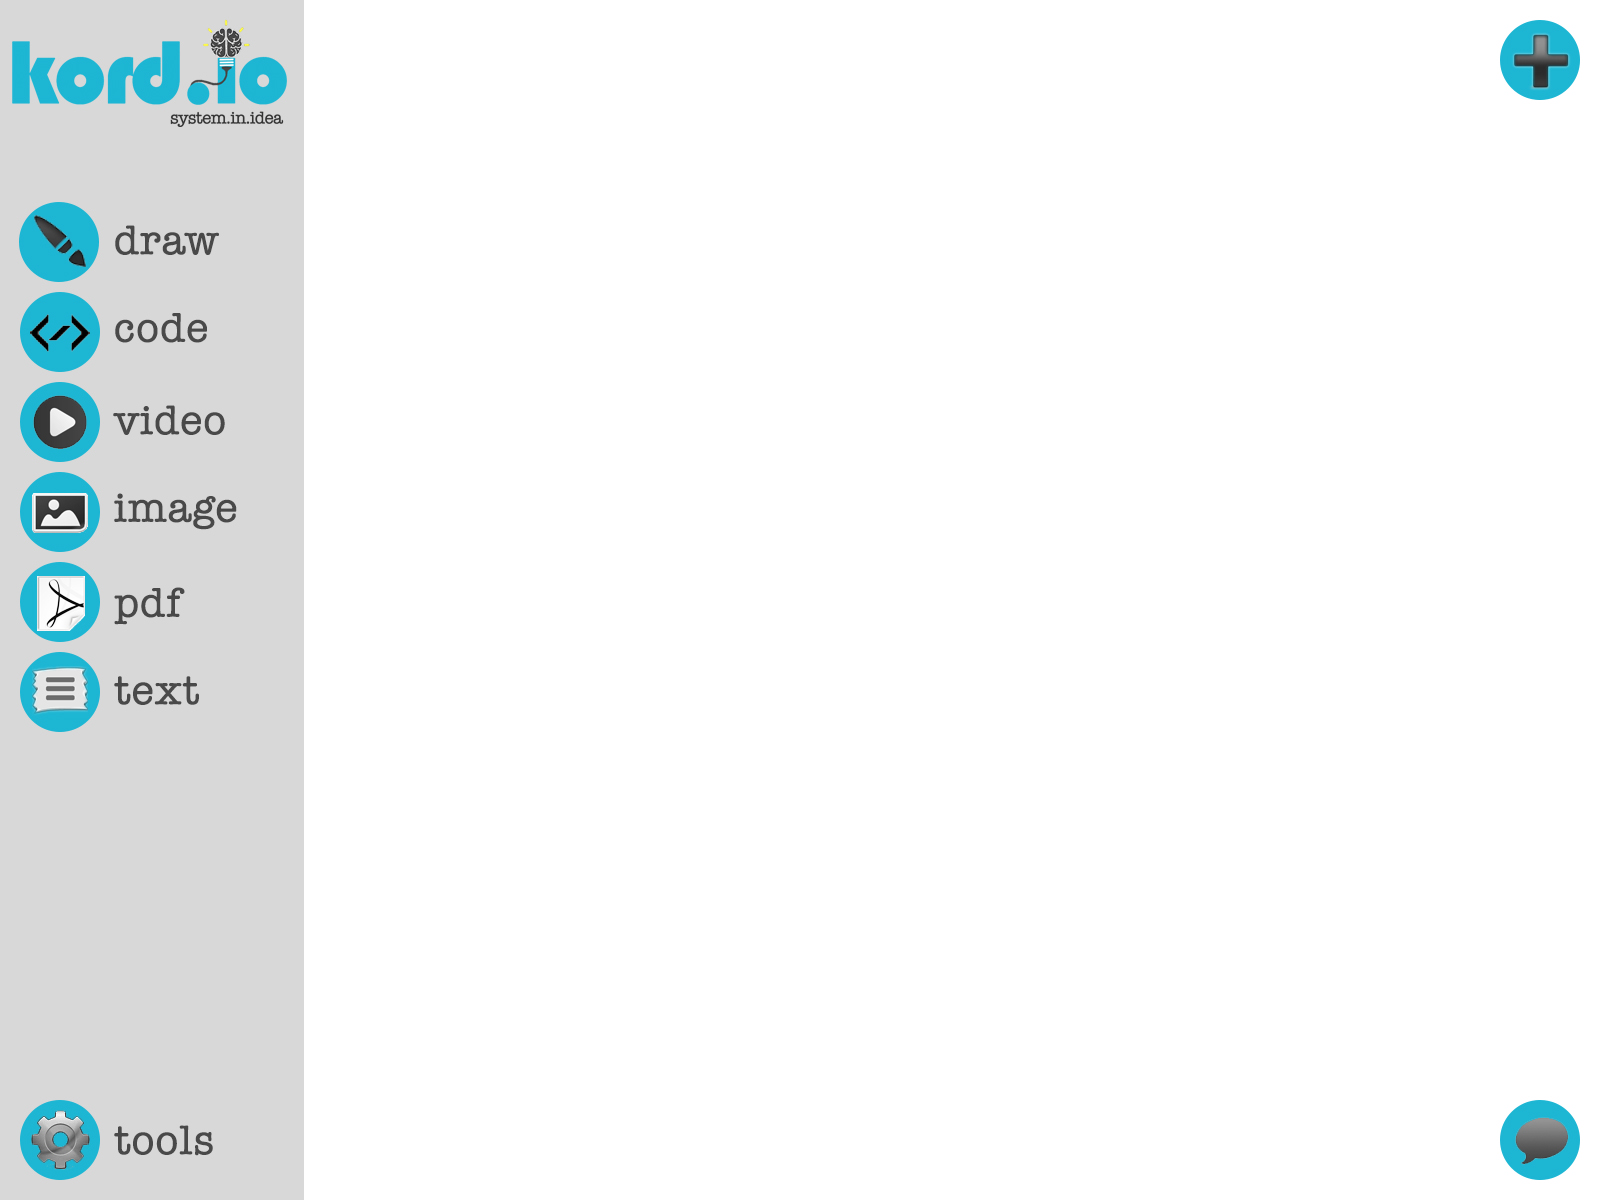 kord.io
system.in.idea
draw
code
video
image
pdf
text
tools